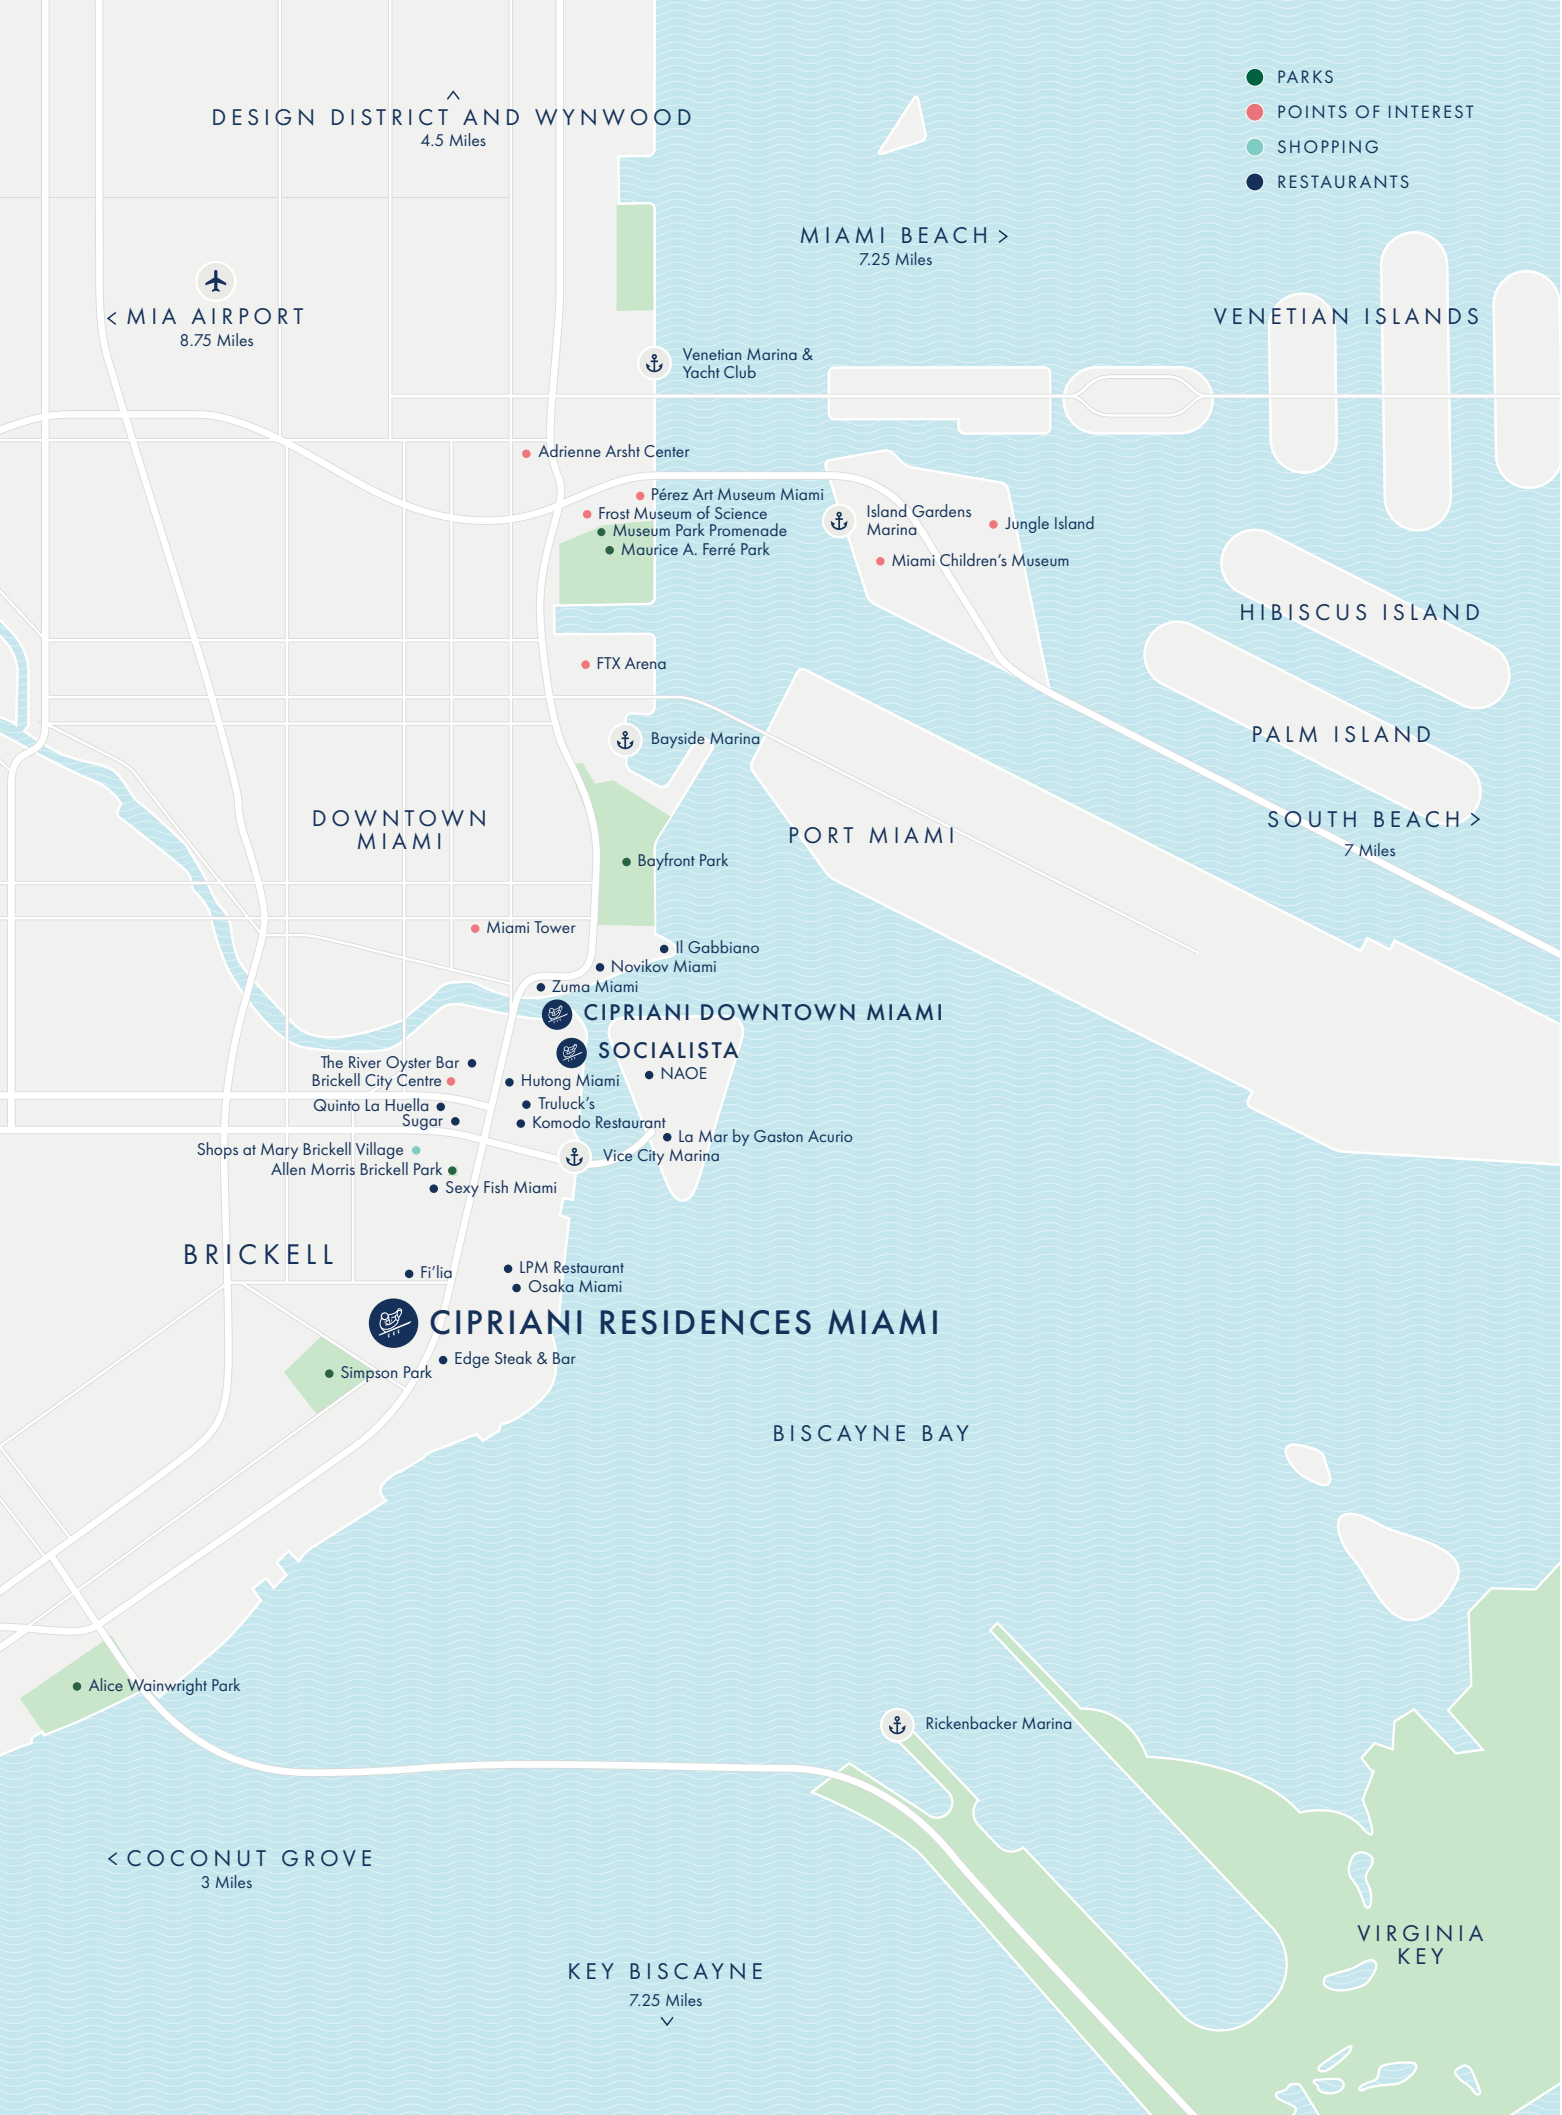 PARKS
POINTS OF INTEREST
SHOPPING
RESTAURANTS
DESIGN DISTRICT AND WYNWOOD
4.5 Miles
MIAMI BEACH >
7.25 Miles
< MIA AIRPORT
8.75 Miles
VENETIAN ISLANDS
Venetian Marina &
Yacht Club
Adrienne Arsht Center
Pérez Art Museum Miami
Frost Museum of Science
Museum Park Promenade
Maurice A. Ferré Park
Island Gardens
Marina
Jungle Island
Miami Children's Museum
HIBISCUS ISLAND
FTX Arena
PALM ISLAND
Bayside Marina
SOUTH BEACH >
7 Miles
DOWNTOWN
MIAMI
PORT MIAMI
Bayfront Park
Miami Tower
Il Gabbiano
Novikov Miami
Zuma Miami
CIPRIANI DOWNTOWN MIAMI
SOCIALISTA
The River Oyster Bar
NAOE
Brickell City Centre
Hutong Miami
Quinto La Huella
Truluck's
Sugar
Komodo Restaurant
La Mar by Gaston Acurio
Shops at Mary Brickell Village
Vice City Marina
Allen Morris Brickell Park
Sexy Fish Miami
BRICKELL
Fi'lia
LPM Restaurant
Osaka Miami
CIPRIANI RESIDENCES MIAMI
Edge Steak & Bar
Simpson Park
BISCAYNE BAY
Alice Wainwright Park
Rickenbacker Marina
< COCONUT GROVE
3 Miles
VIRGINIA
KEY
KEY BISCAYNE
7.25 Miles